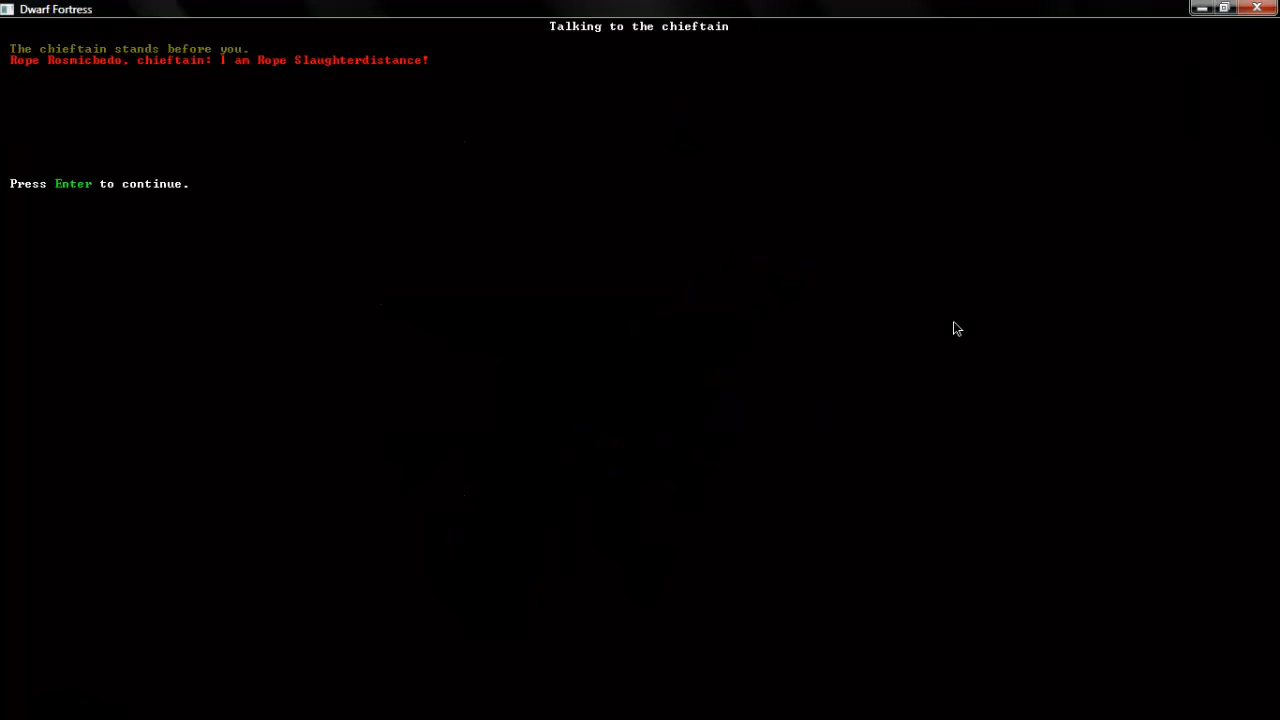 Dwarf Fortress
Talking to the chieftain
The chieftain stands before you.
Rope Rosmicbedo, chieftain: I am Rope Slaughterdistance!
Press Enter to continue.